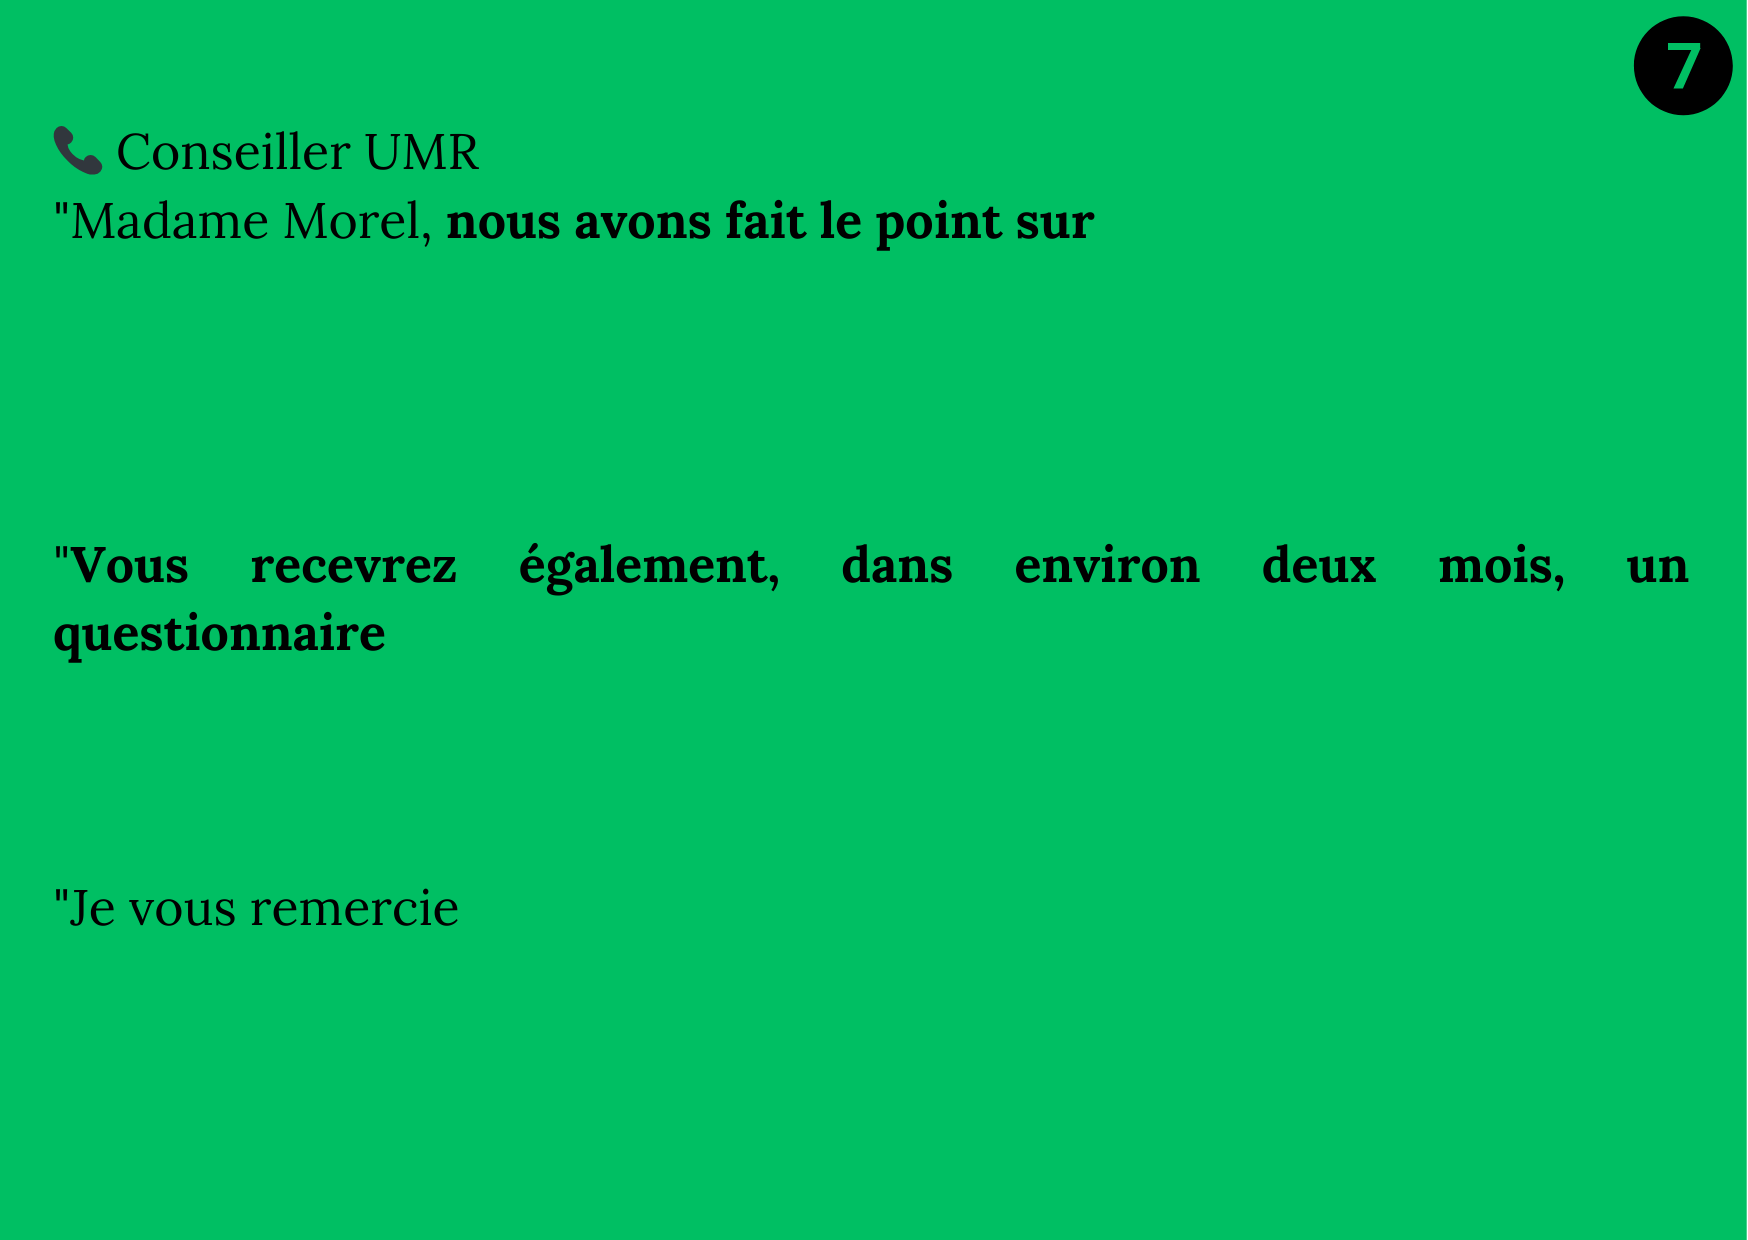 7
📞 Conseiller UMR
"Madame Morel, nous avons fait le point sur
"Vous recevrez également, dans environ deux mois, un
questionnaire
"Je vous remercie